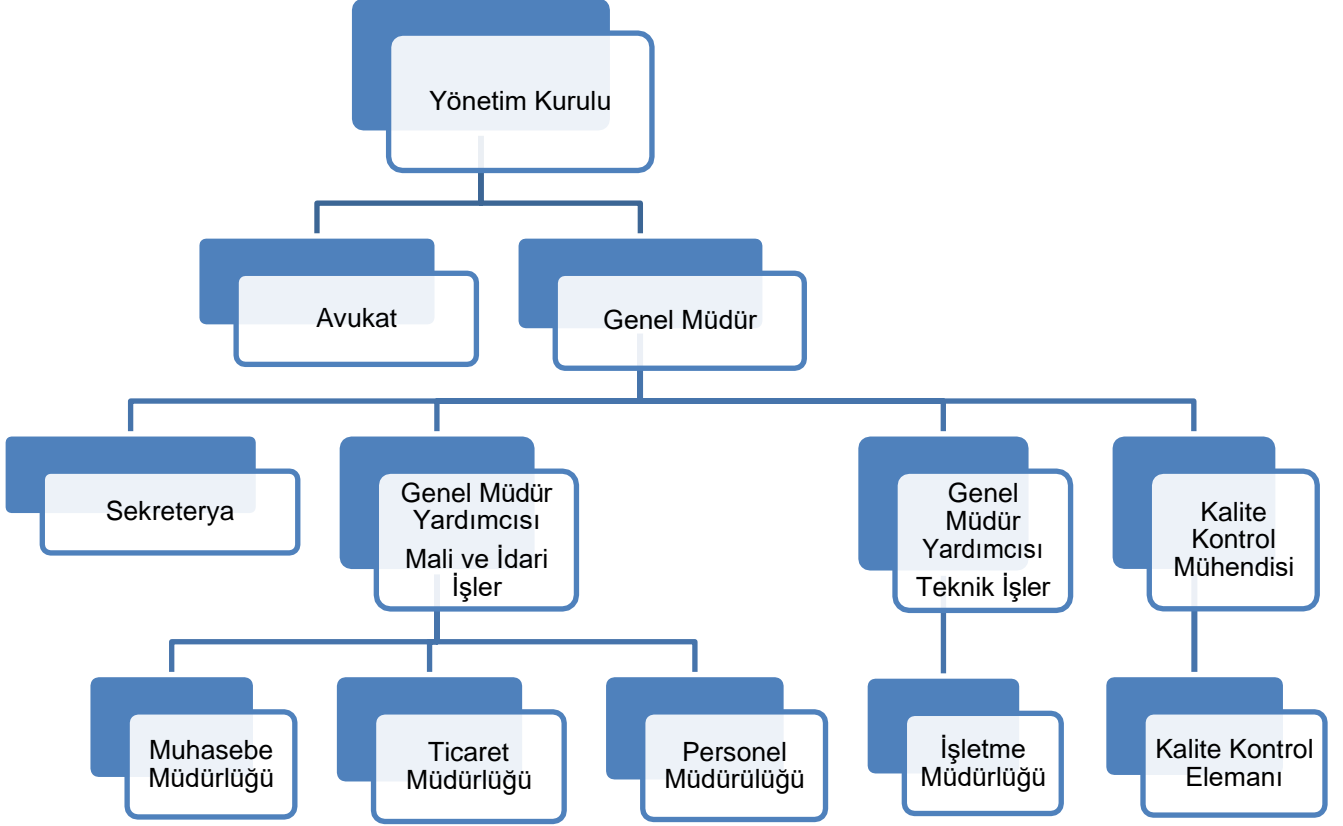 Yönetim Kurulu
Avukat
Genel Müdür
Sekreterya
Genel Müdür
Yardımcısı
Mali ve İdari
İşler
Genel
Müdür
Yardımcısı
Teknik İşler
Kalite
Kontrol
Mühendisi
Muhasebe
Müdürlüğü
Ticaret
Müdürlüğü
Personel
Müdürülüğü
İşletme
Müdürlüğü
Kalite Kontrol
Elemanı